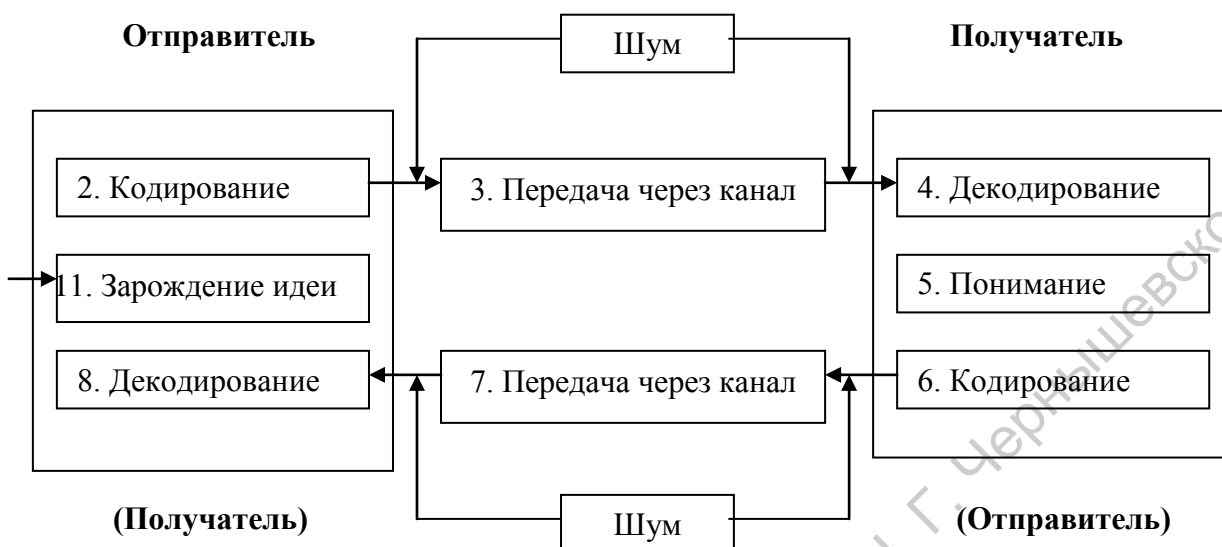 Отправитель
Шум
Получатель
2. Кодирование
3. Передача через канал
4. Декодирование
11. Зарождение идеи
5. Понимание
8. Декодирование
7. Передача через канал
6. Кодирование
(Получатель)
Шум
(Отправитель)
Г. Чернышевско